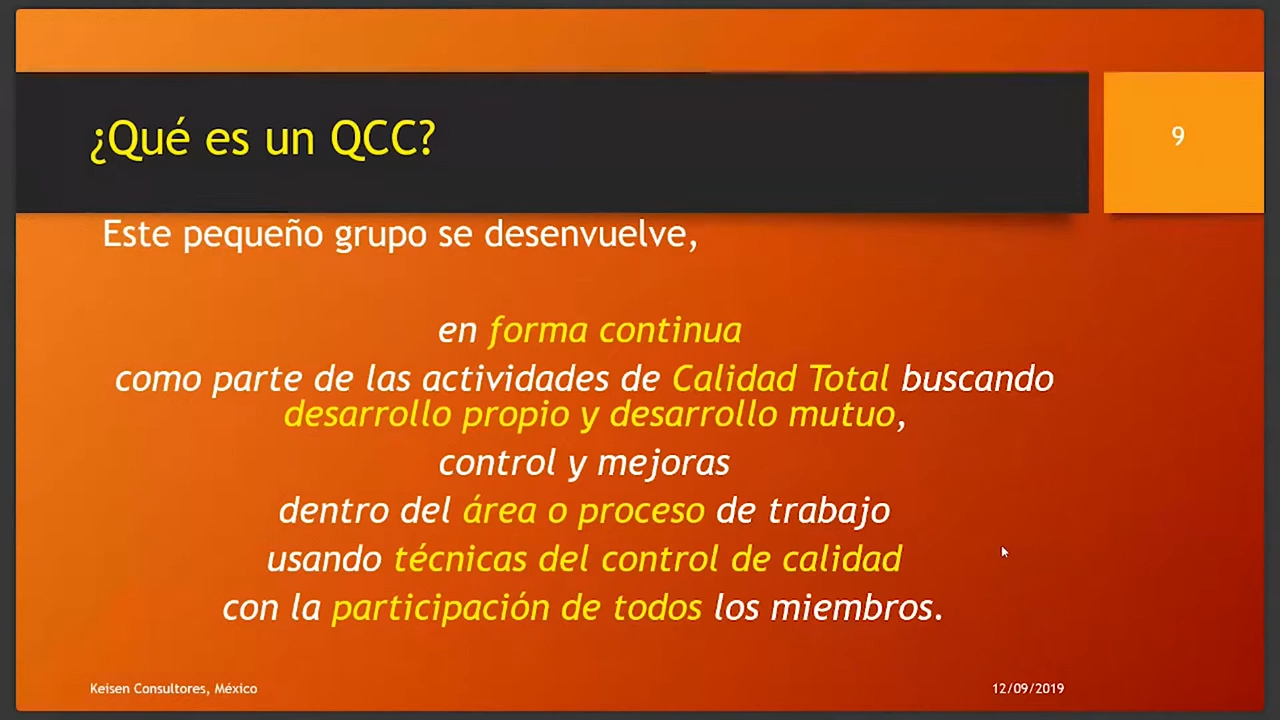 ¿Qué es un QCC?
9
Este pequeño grupo se desenvuelve,
en forma continua
como parte de las actividades de Calidad Total buscando
desarrollo propio y desarrollo mutuo,
control y mejoras
dentro del área o proceso de trabajo
usando técnicas del control de calidad
con la participación de todos los miembros.
Keisen Consultores, México
12/09/2019